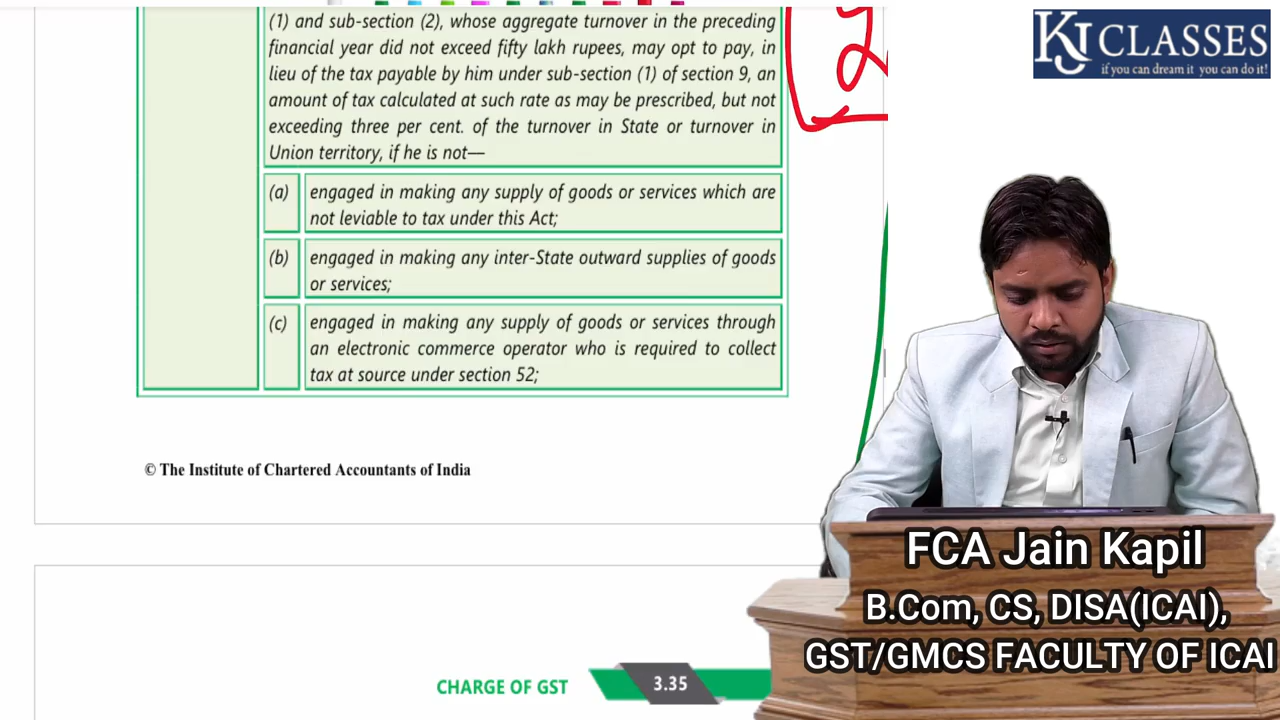 (1) and sub-section (2), whose aggregate turnover in the preceding
financial year did not exceed fifty lakh rupees, may opt to pay, in
lieu of the tax payable by him under sub-section (1) of section 9, an
amount of tax calculated at such rate as may be prescribed, but not
exceeding three per cent. of the turnover in State or turnover in
Union territory, if he is not—
(a) engaged in making any supply of goods or services which are
not leviable to tax under this Act;
(b) engaged in making any inter-State outward supplies of goods
or services;
(c) engaged in making any supply of goods or services through
an electronic commerce operator who is required to collect
tax at source under section 52;
© The Institute of Chartered Accountants of India
CHARGE OF GST 3.35
KJ CLASSES
if you can dream it you can do it!
FCA Jain Kapil
B.Com, CS, DISA(ICAI),
GST/GMCS FACULTY OF ICAI